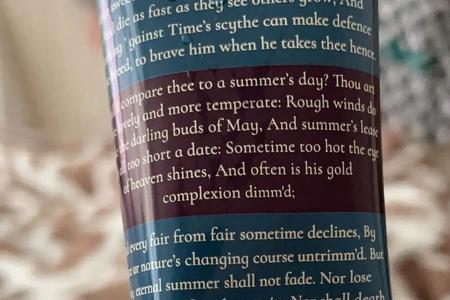 die as fast as they see others grow, And
'gainst Time's scythe can make defence
to brave him when he takes thee hence.
compare thee to a summer's day? Thou art
and more temperate: Rough winds do
the darling buds of May, And summer's lease
too short a date: Sometime too hot the eye
of heaven shines, And often is his gold
complexion dimm'd;
every fair from fair sometime declines, By
or nature's changing course untrimm'd. But
eternal summer shall not fade. Nor lose
shall death